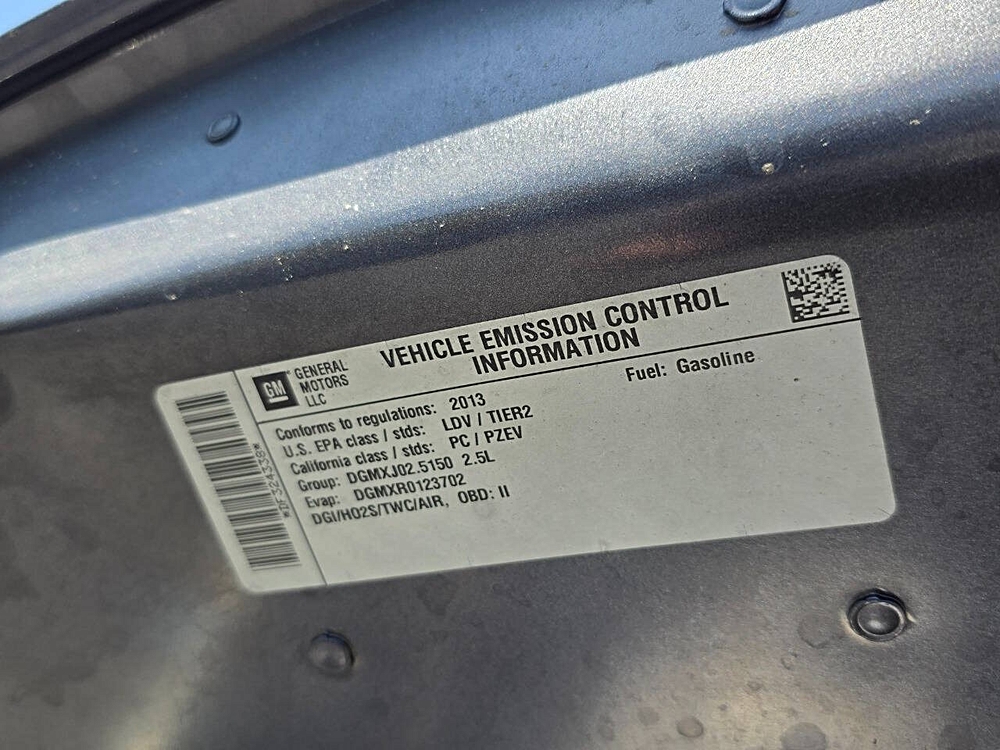 GM
GENERAL
MOTORS
LLC
VEHICLE EMISSION CONTROL
INFORMATION
Fuel: Gasoline
Conforms to regulations: 2013
U.S. EPA class / stds: LDV / TIER2
California class / stds: PC / PZEV
Group: DGMXJ02.5150 2.5L
Evap: DGMXR0123702
DGI/HO2S/TWC/AIR, OBD: II
*DF324338*